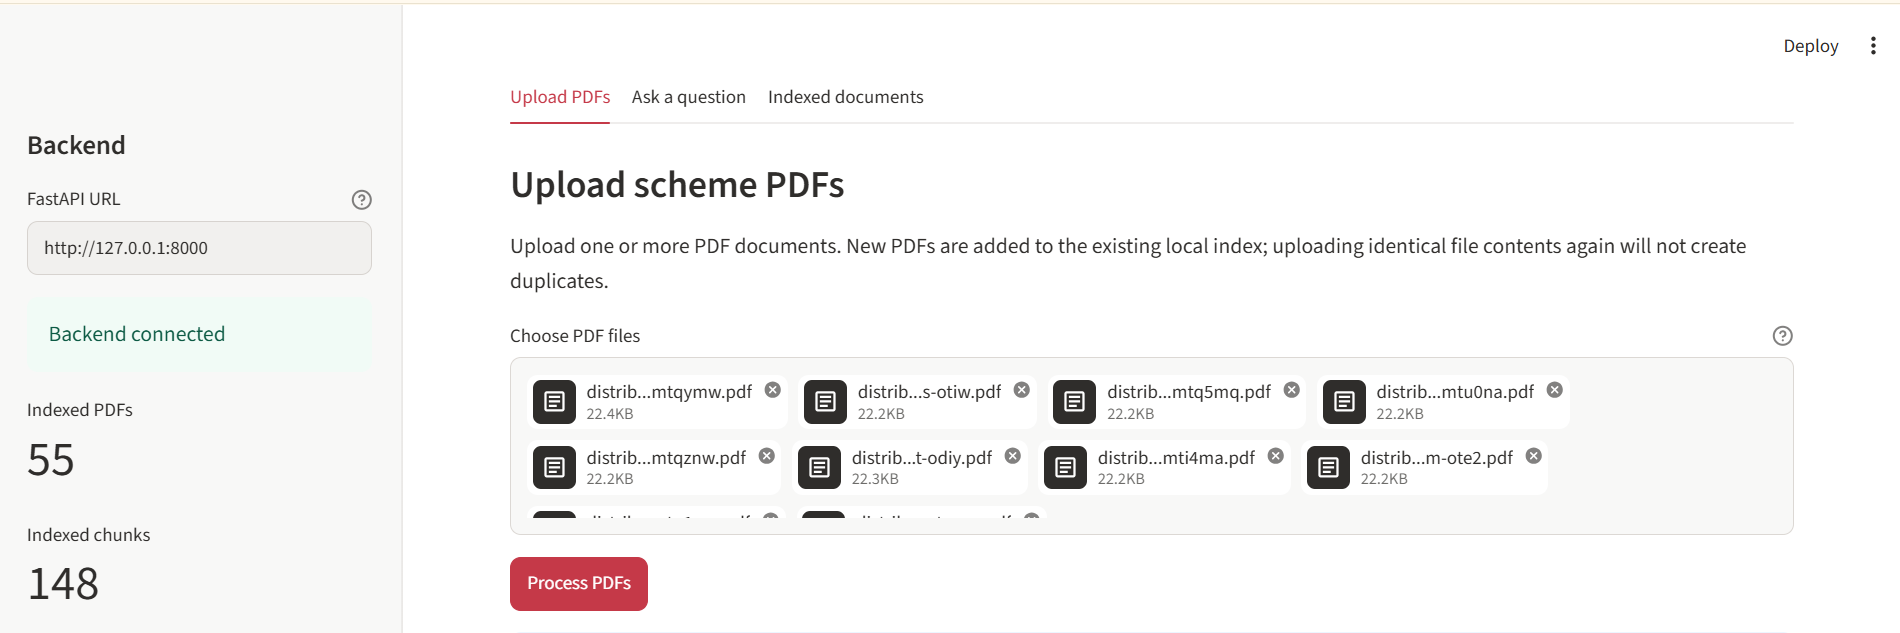 Deploy
Upload PDFs Ask a question Indexed documents
Backend
FastAPI URL
http://127.0.0.1:8000
Backend connected
Indexed PDFs
55
Indexed chunks
148
Upload scheme PDFs
Upload one or more PDF documents. New PDFs are added to the existing local index; uploading identical file contents again will not create
duplicates.
Choose PDF files
distrib...mtqymw.pdf
22.4KB
distrib...s-otiw.pdf
22.2KB
distrib...mtq5mq.pdf
22.2KB
distrib...mtu0na.pdf
22.2KB
distrib...mtqznw.pdf
22.2KB
distrib...t-odiy.pdf
22.3KB
distrib...mti4ma.pdf
22.2KB
distrib...m-ote2.pdf
22.2KB
Process PDFs